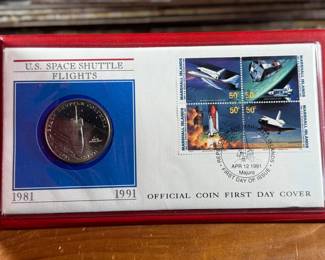 U.S. SPACE SHUTTLE
FLIGHTS
1981
1991
MARSHALL ISLANDS
50¢
MARSHALL ISLANDS
50¢
MARSHALL ISLANDS
50¢
MARSHALL ISLANDS
50¢
APR 12 1991
Majuro
FIRST DAY OF ISSUE
OFFICIAL COIN FIRST DAY COVER